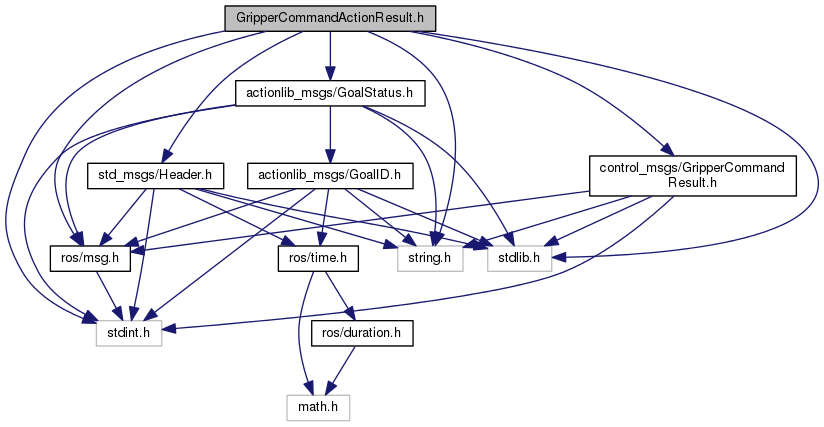 GripperCommandActionResult.h
actionlib_msgs/GoalStatus.h
std_msgs/Header.h
actionlib_msgs/GoalID.h
control_msgs/GripperCommand
Result.h
ros/msg.h
ros/time.h
string.h
stdlib.h
stdint.h
ros/duration.h
math.h